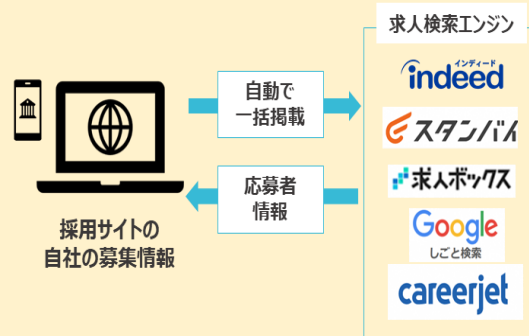 求人検索エンジン
インディード
indeed
スタンバイ
求人ボックス
Google
しごと検索
careerjet
自動で
一括掲載
応募者
情報
採用サイトの
自社の募集情報